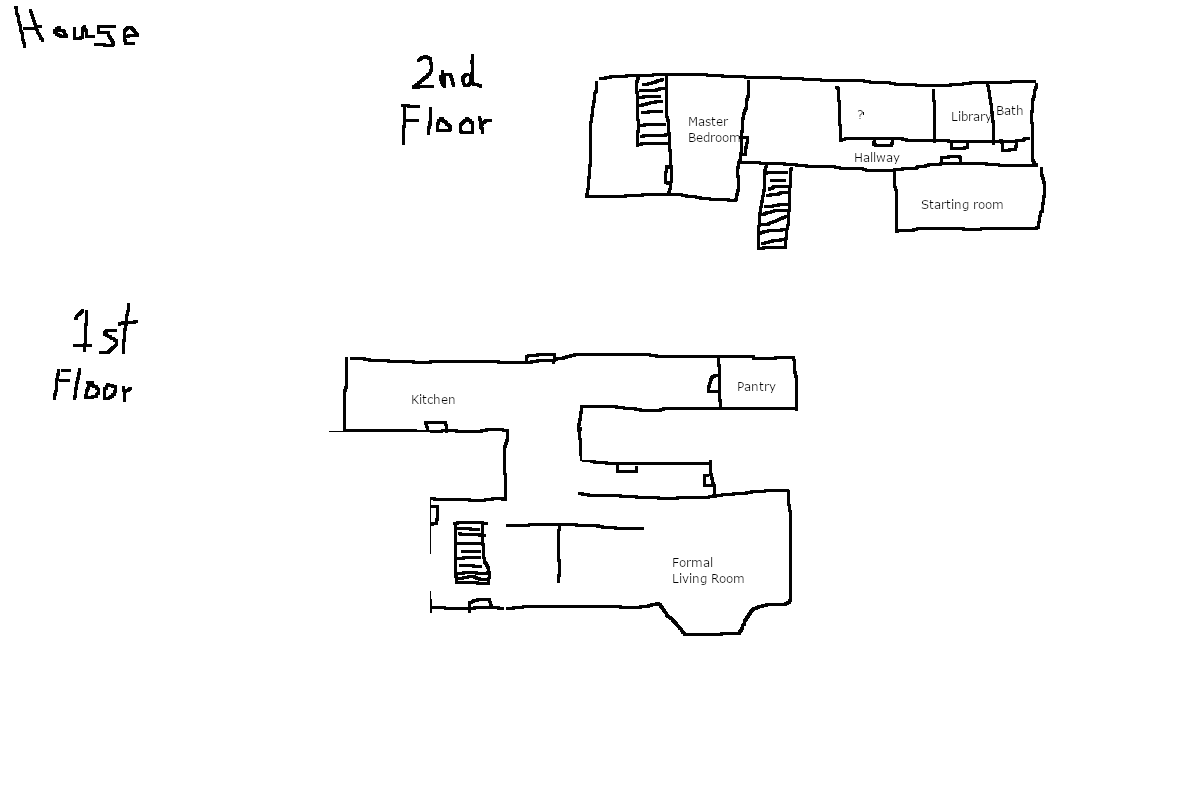 House
2nd
Floor
Master
Bedroom
?
Library
Bath
Hallway
Starting room
1st
Floor
Kitchen
Pantry
Formal
Living Room